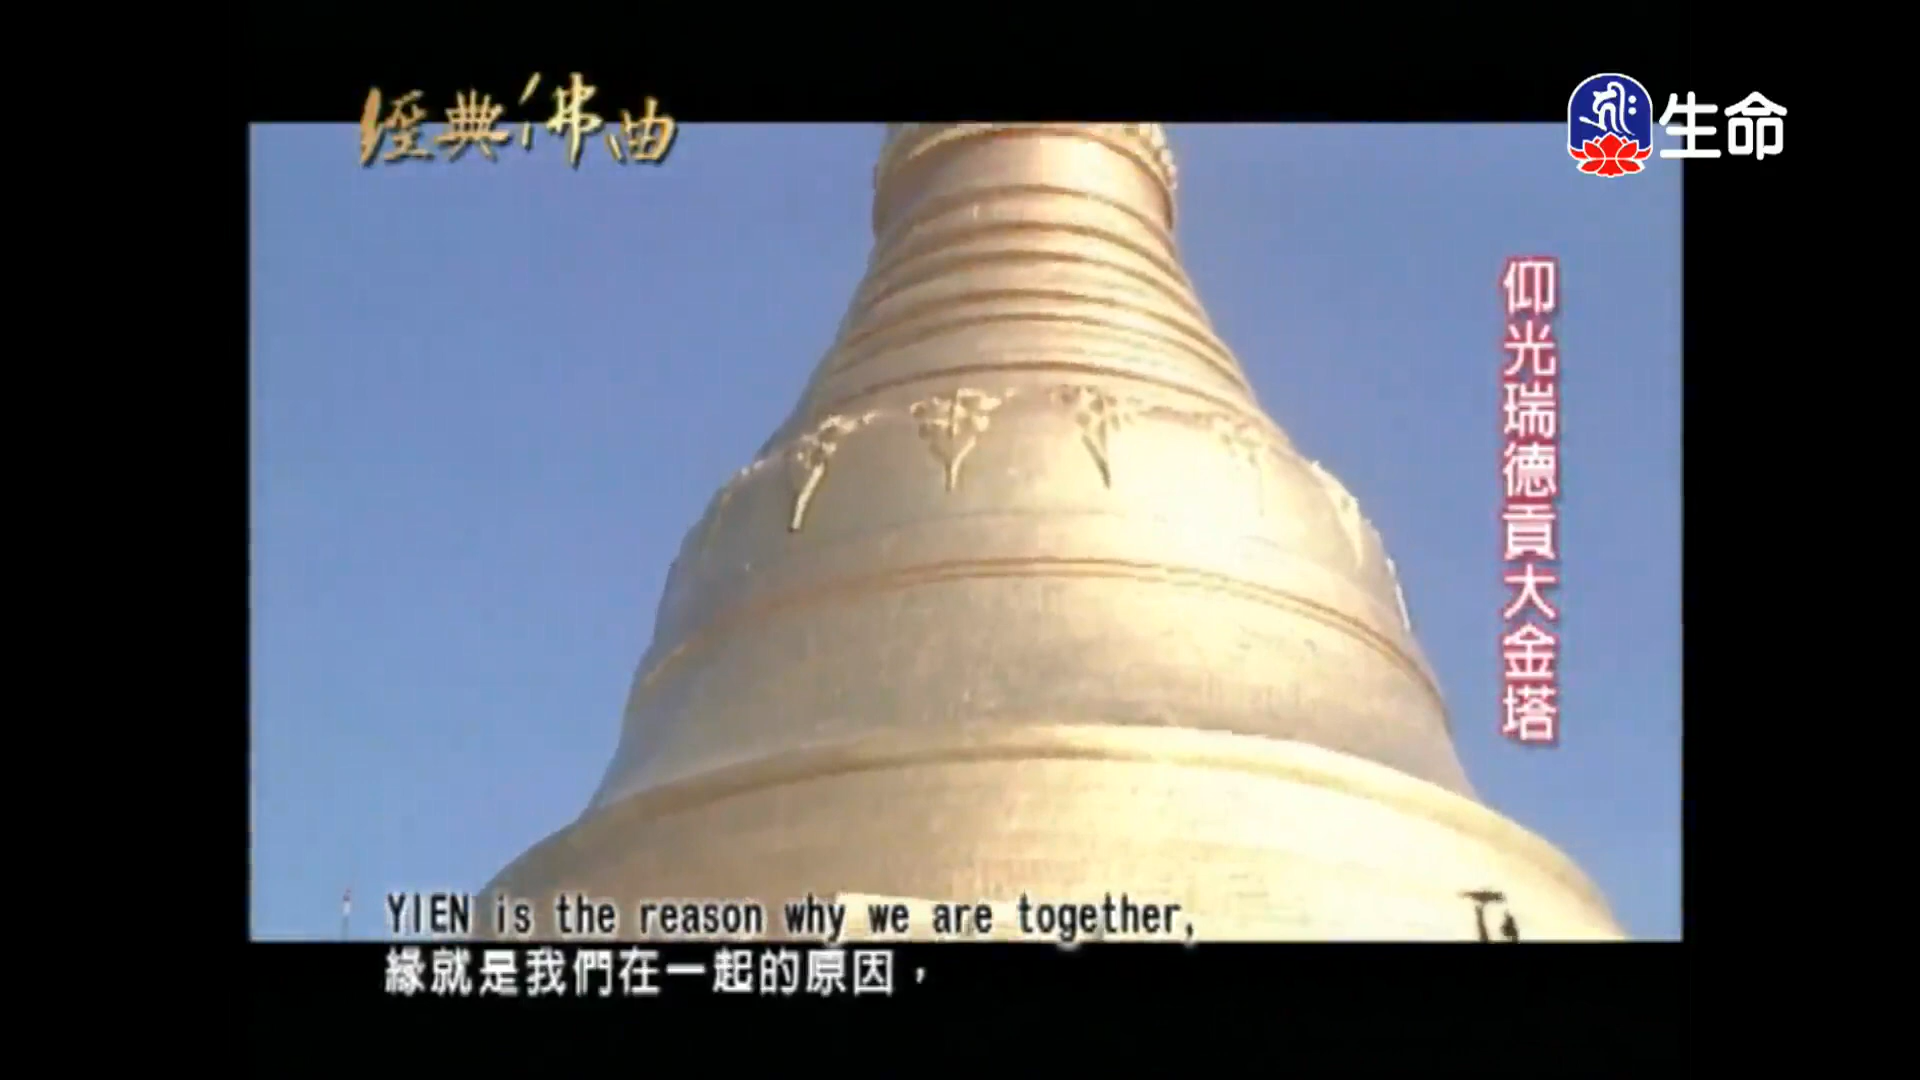 經典佛曲
生命
仰光瑞德貢大金塔
YIEN is the reason why we are together,
緣就是我們在一起的原因，